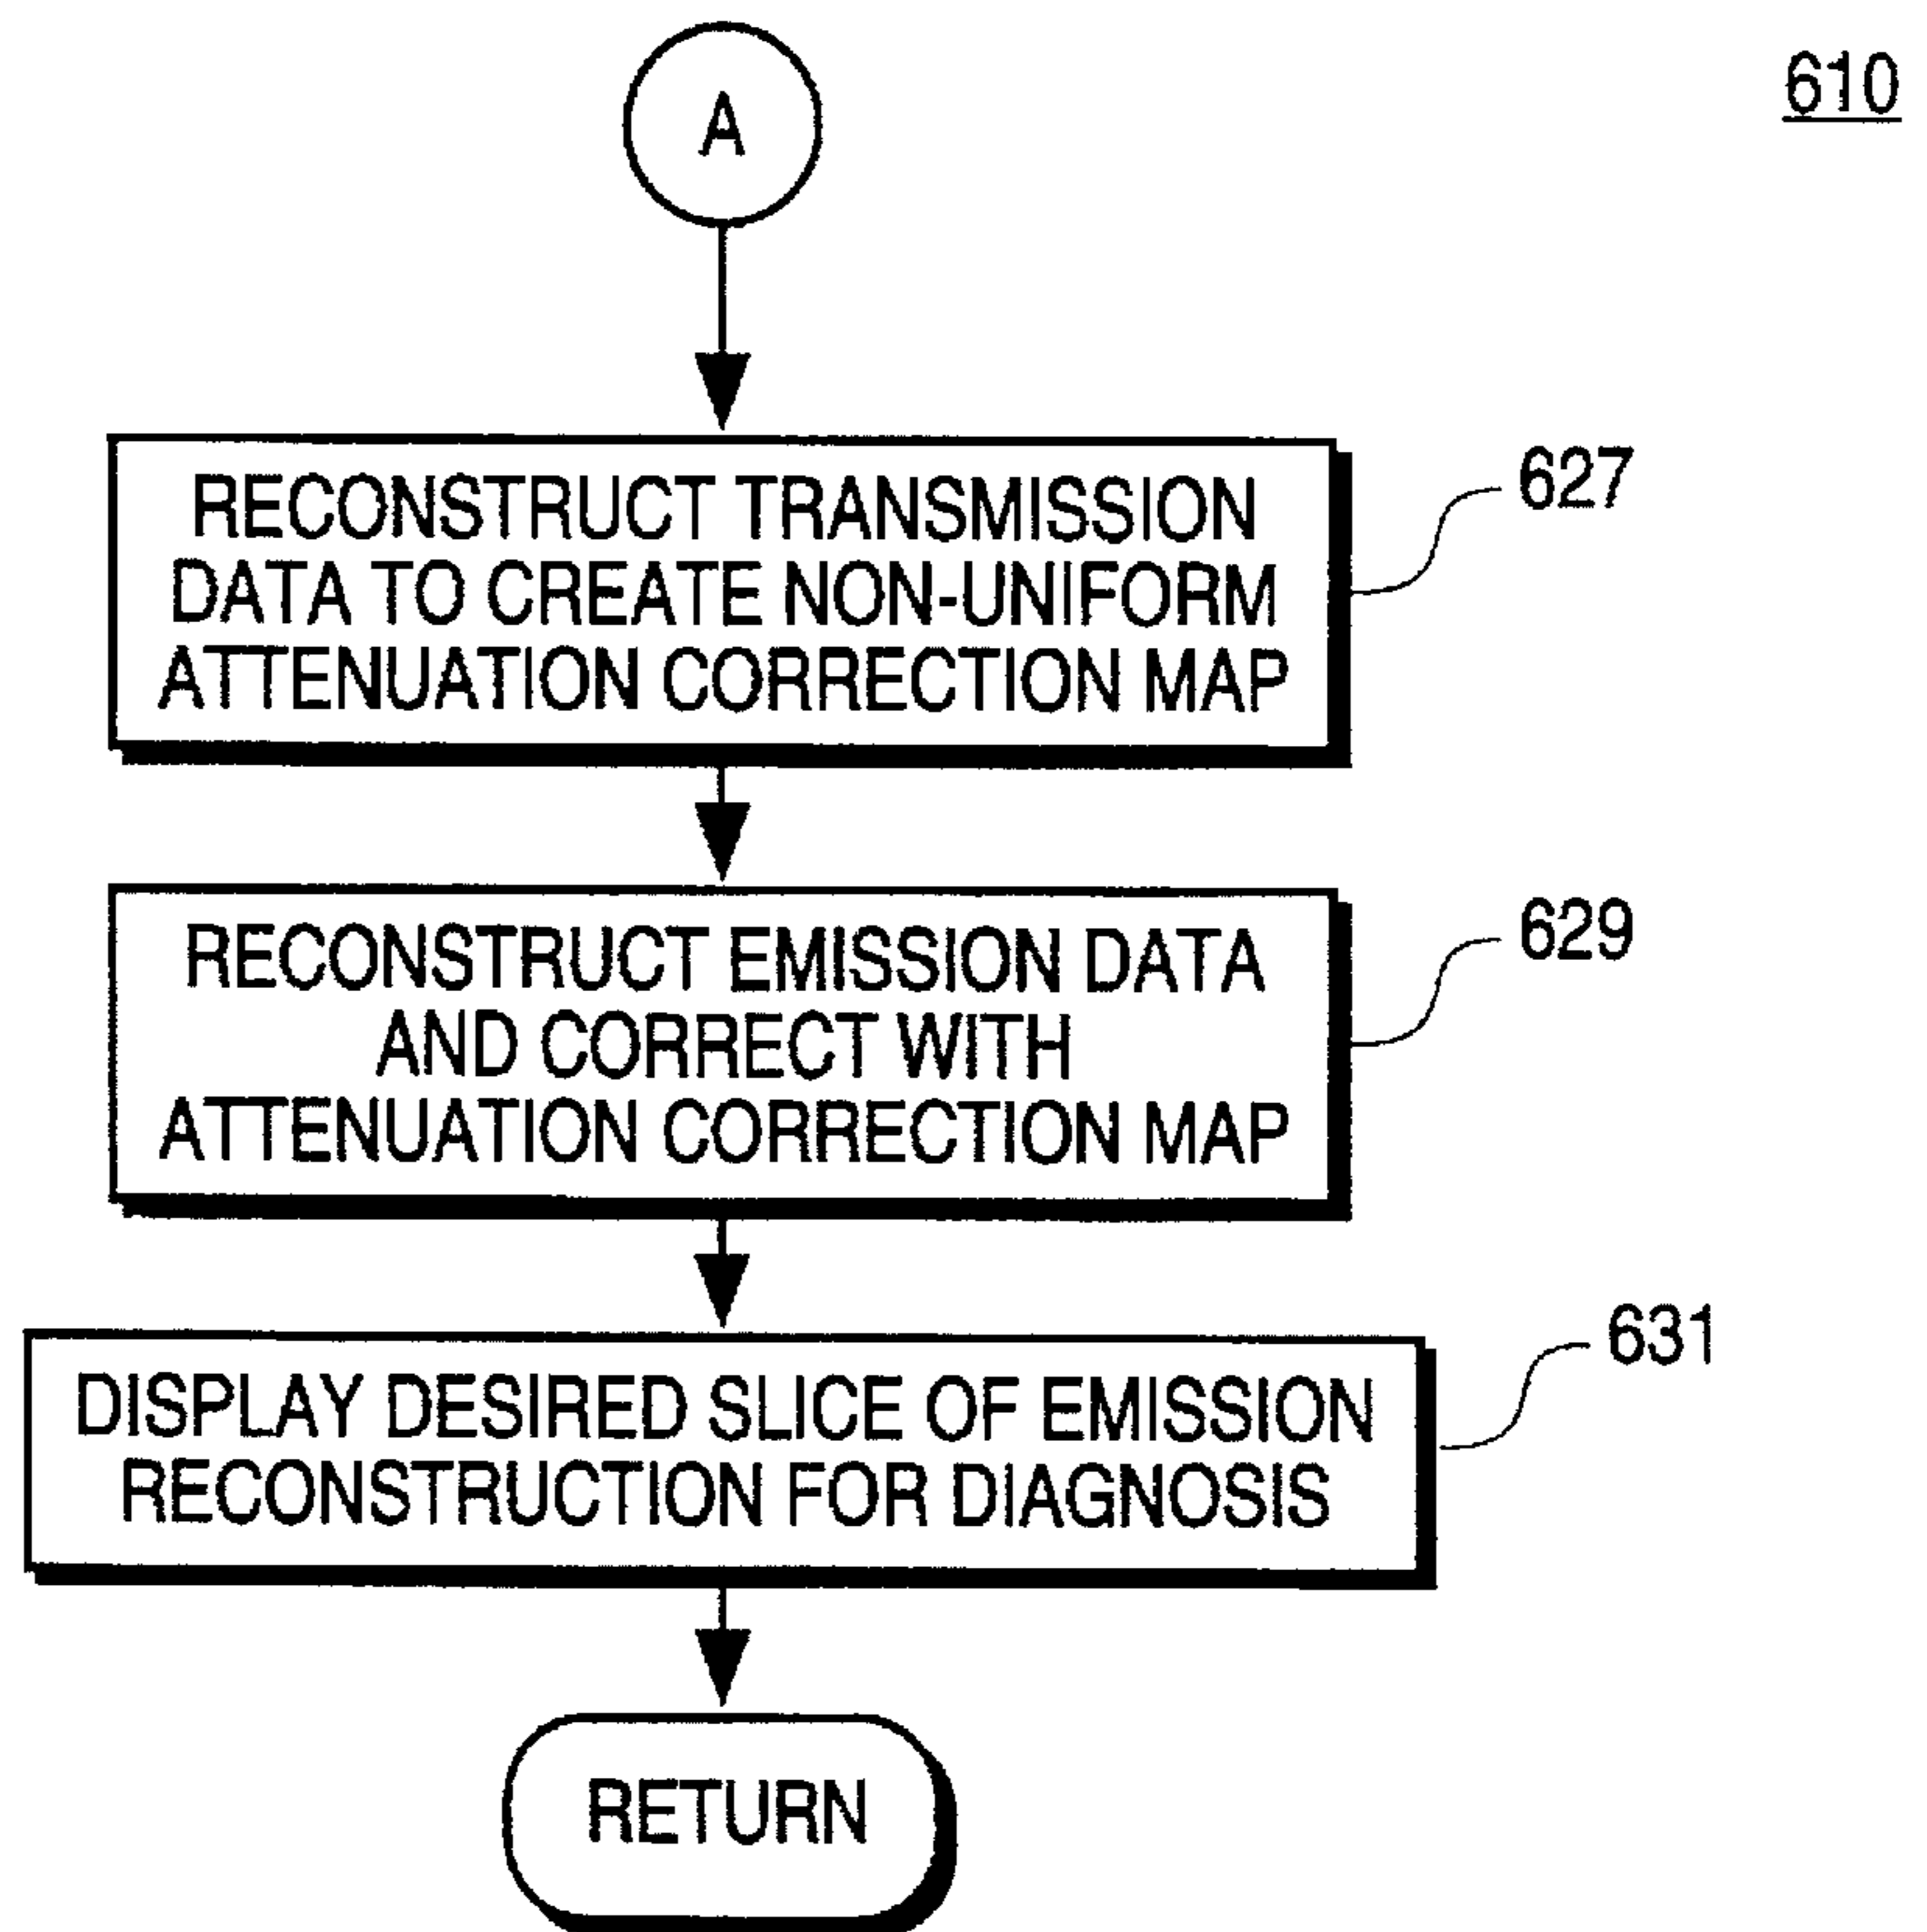 610
A
RECONSTRUCT TRANSMISSION
DATA TO CREATE NON-UNIFORM
ATTENUATION CORRECTION MAP
627
RECONSTRUCT EMISSION DATA
AND CORRECT WITH
ATTENUATION CORRECTION MAP
629
DISPLAY DESIRED SLICE OF EMISSION
RECONSTRUCTION FOR DIAGNOSIS
631
RETURN